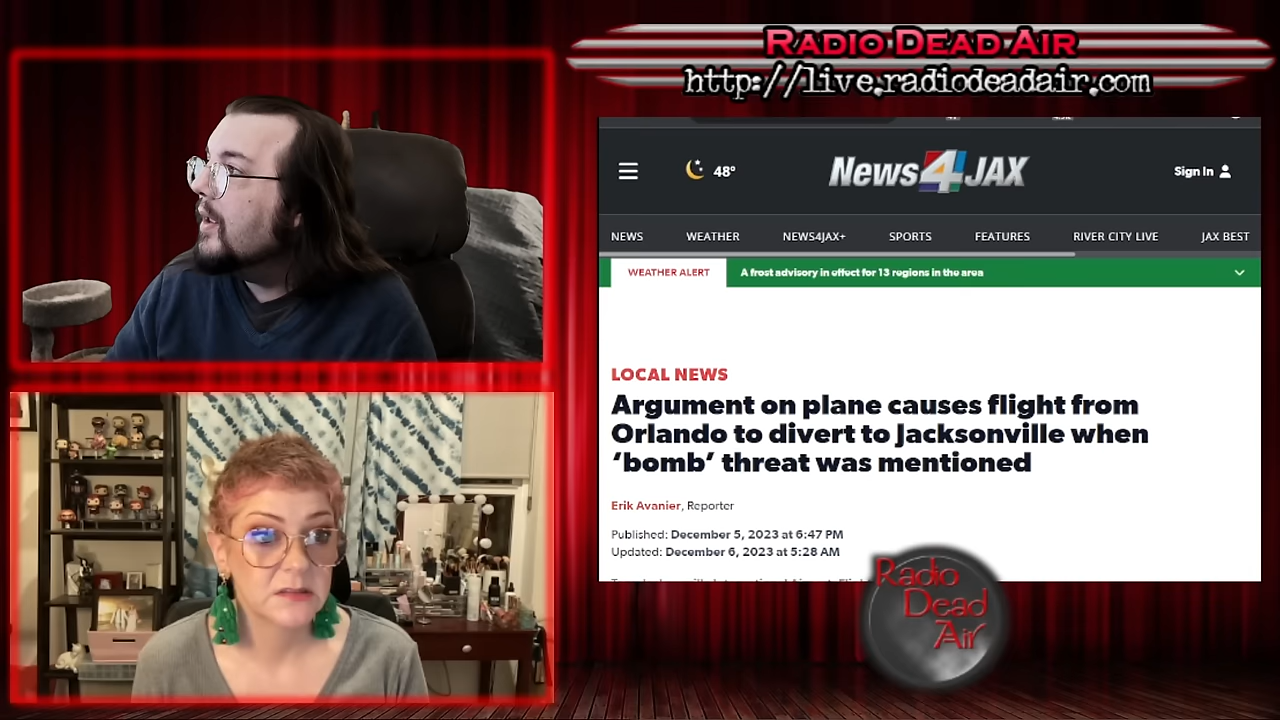 RADIO DEAD AIR
http://live.radiodeadair.com
48°
News4JAX
Sign In
NEWS
WEATHER
NEWS4JAX+
SPORTS
FEATURES
RIVER CITY LIVE
JAX BEST
WEATHER ALERT
A frost advisory in effect for 13 regions in the area
LOCAL NEWS
Argument on plane causes flight from
Orlando to divert to Jacksonville when
‘bomb’ threat was mentioned
Erik Avanier, Reporter
Published: December 5, 2023 at 6:47 PM
Updated: December 6, 2023 at 5:28 AM
Radio
Dead
Air